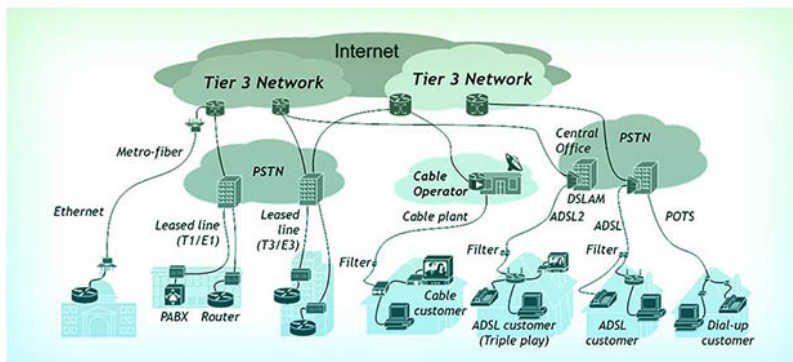 Internet
Tier 3 Network
Tier 3 Network
Metro-fiber
PSTN
Central
Office
PSTN
Cable
Operator
DSLAM
Ethernet
Leased line
(T1/E1)
Leased line
(T3/E3)
Cable plant
ADSL2
ADSL
POTS
Filter
Filter
Filter
PABX
Router
Cable
customer
ADSL customer
(Triple play)
ADSL
customer
Dial-up
customer